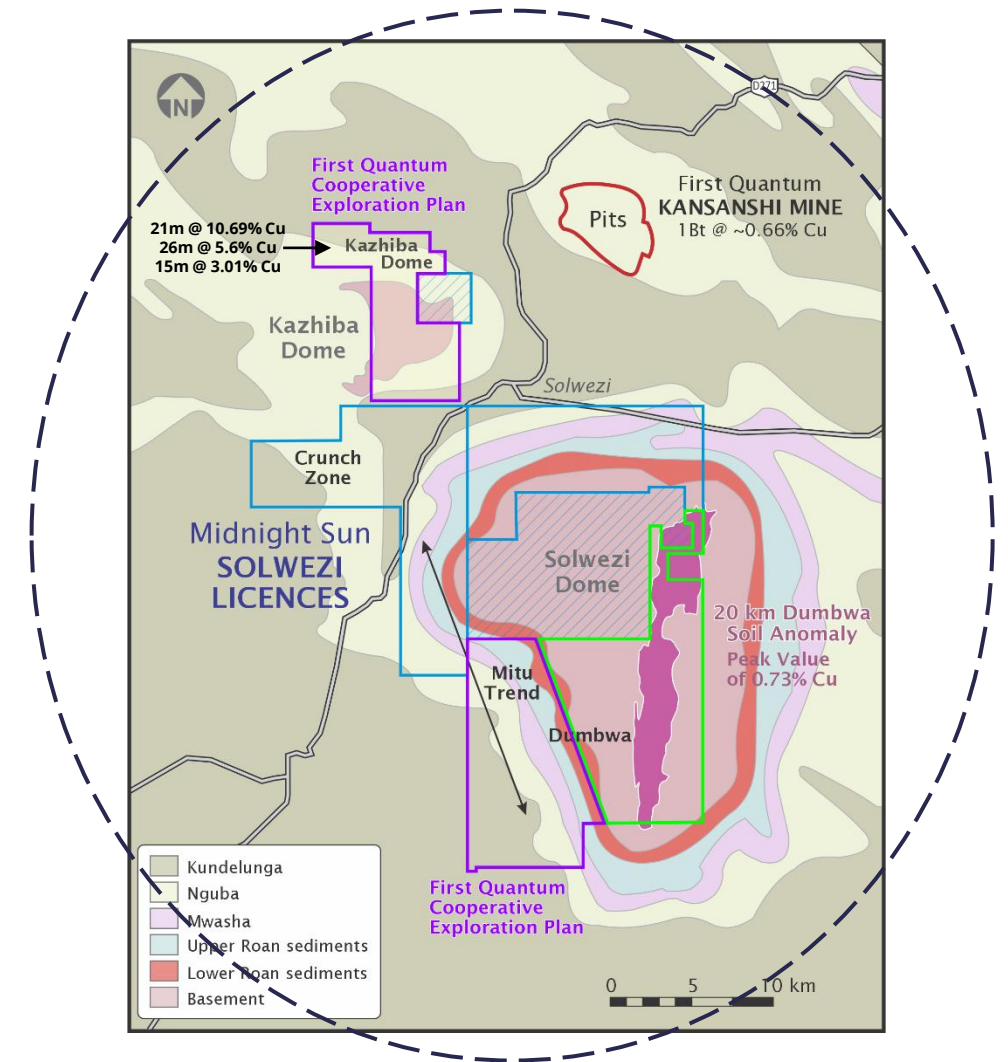 N
D271
First Quantum
Cooperative
Exploration Plan
First Quantum
KANSANSHI MINE
1Bt @ ~0.66% Cu
Pits
21m @ 10.69% Cu
26m @ 5.6% Cu
15m @ 3.01% Cu
Kazhiba
Dome
Kazhiba
Dome
Solwezi
Crunch
Zone
Midnight Sun
SOLWEZI
LICENCES
Solwezi
Dome
20 km Dumbwa
Soil Anomaly
Peak Value
of 0.73% Cu
Mitu
Trend
Dumbwa
First Quantum
Cooperative
Exploration Plan
Kundelunga
Nguba
Mwasha
Upper Roan sediments
Lower Roan sediments
Basement
0 5 10 km